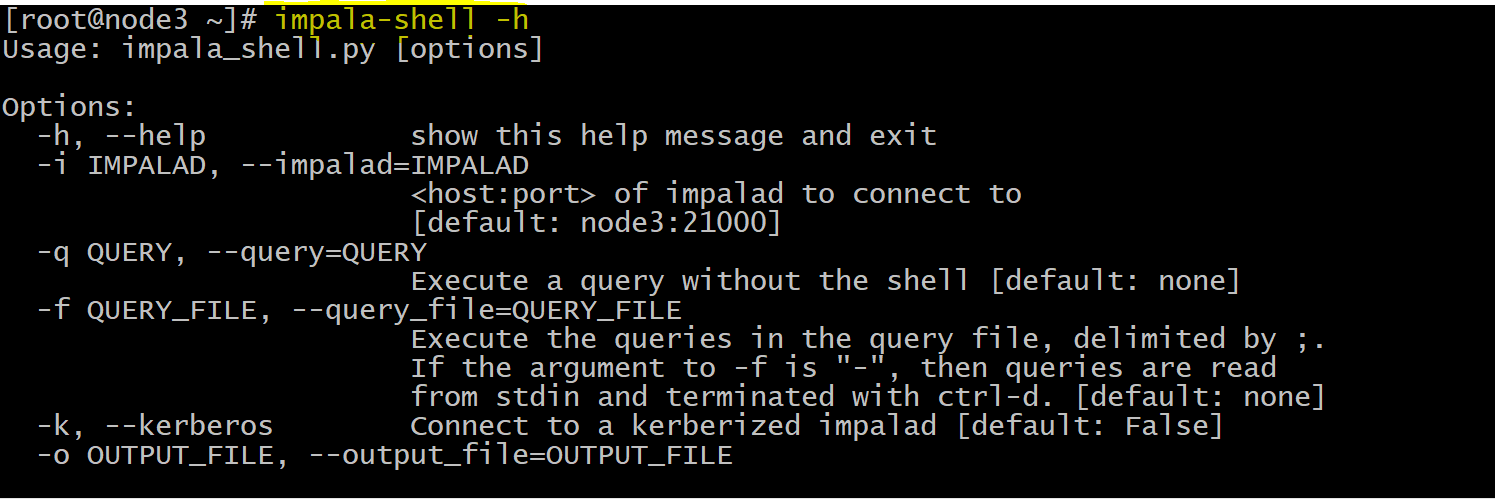 [root@node3 ~]# impala-shell -h
Usage: impala_shell.py [options]
Options:
-h, --help show this help message and exit
-i IMPALAD, --impalad=IMPALAD
<host:port> of impalad to connect to
[default: node3:21000]
-q QUERY, --query=QUERY
Execute a query without the shell [default: none]
-f QUERY_FILE, --query_file=QUERY_FILE
Execute the queries in the query file, delimited by ;.
If the argument to -f is "-", then queries are read
from stdin and terminated with ctrl-d. [default: none]
-k, --kerberos Connect to a kerberized impalad [default: False]
-o OUTPUT_FILE, --output_file=OUTPUT_FILE